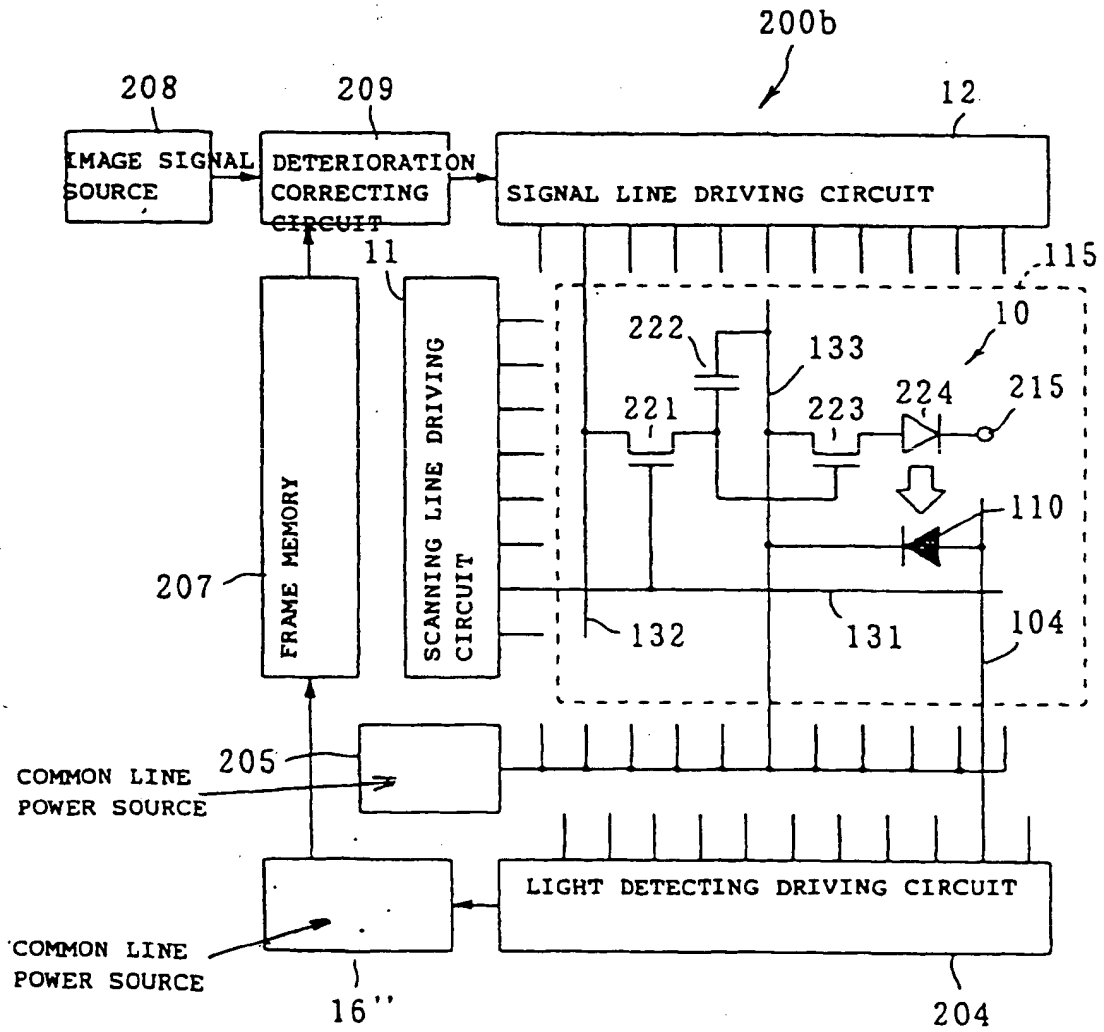 200b
208
209
12
IMAGE SIGNAL
SOURCE
DETERIORATION
CORRECTING
CIRCUIT
SIGNAL LINE DRIVING CIRCUIT
11
115
10
222
133
224
215
221
223
FRAME MEMORY
SCANNING LINE DRIVING
CIRCUIT
110
207
132
131
104
205
COMMON LINE
POWER SOURCE
LIGHT DETECTING DRIVING CIRCUIT
COMMON LINE
POWER SOURCE
16''
204